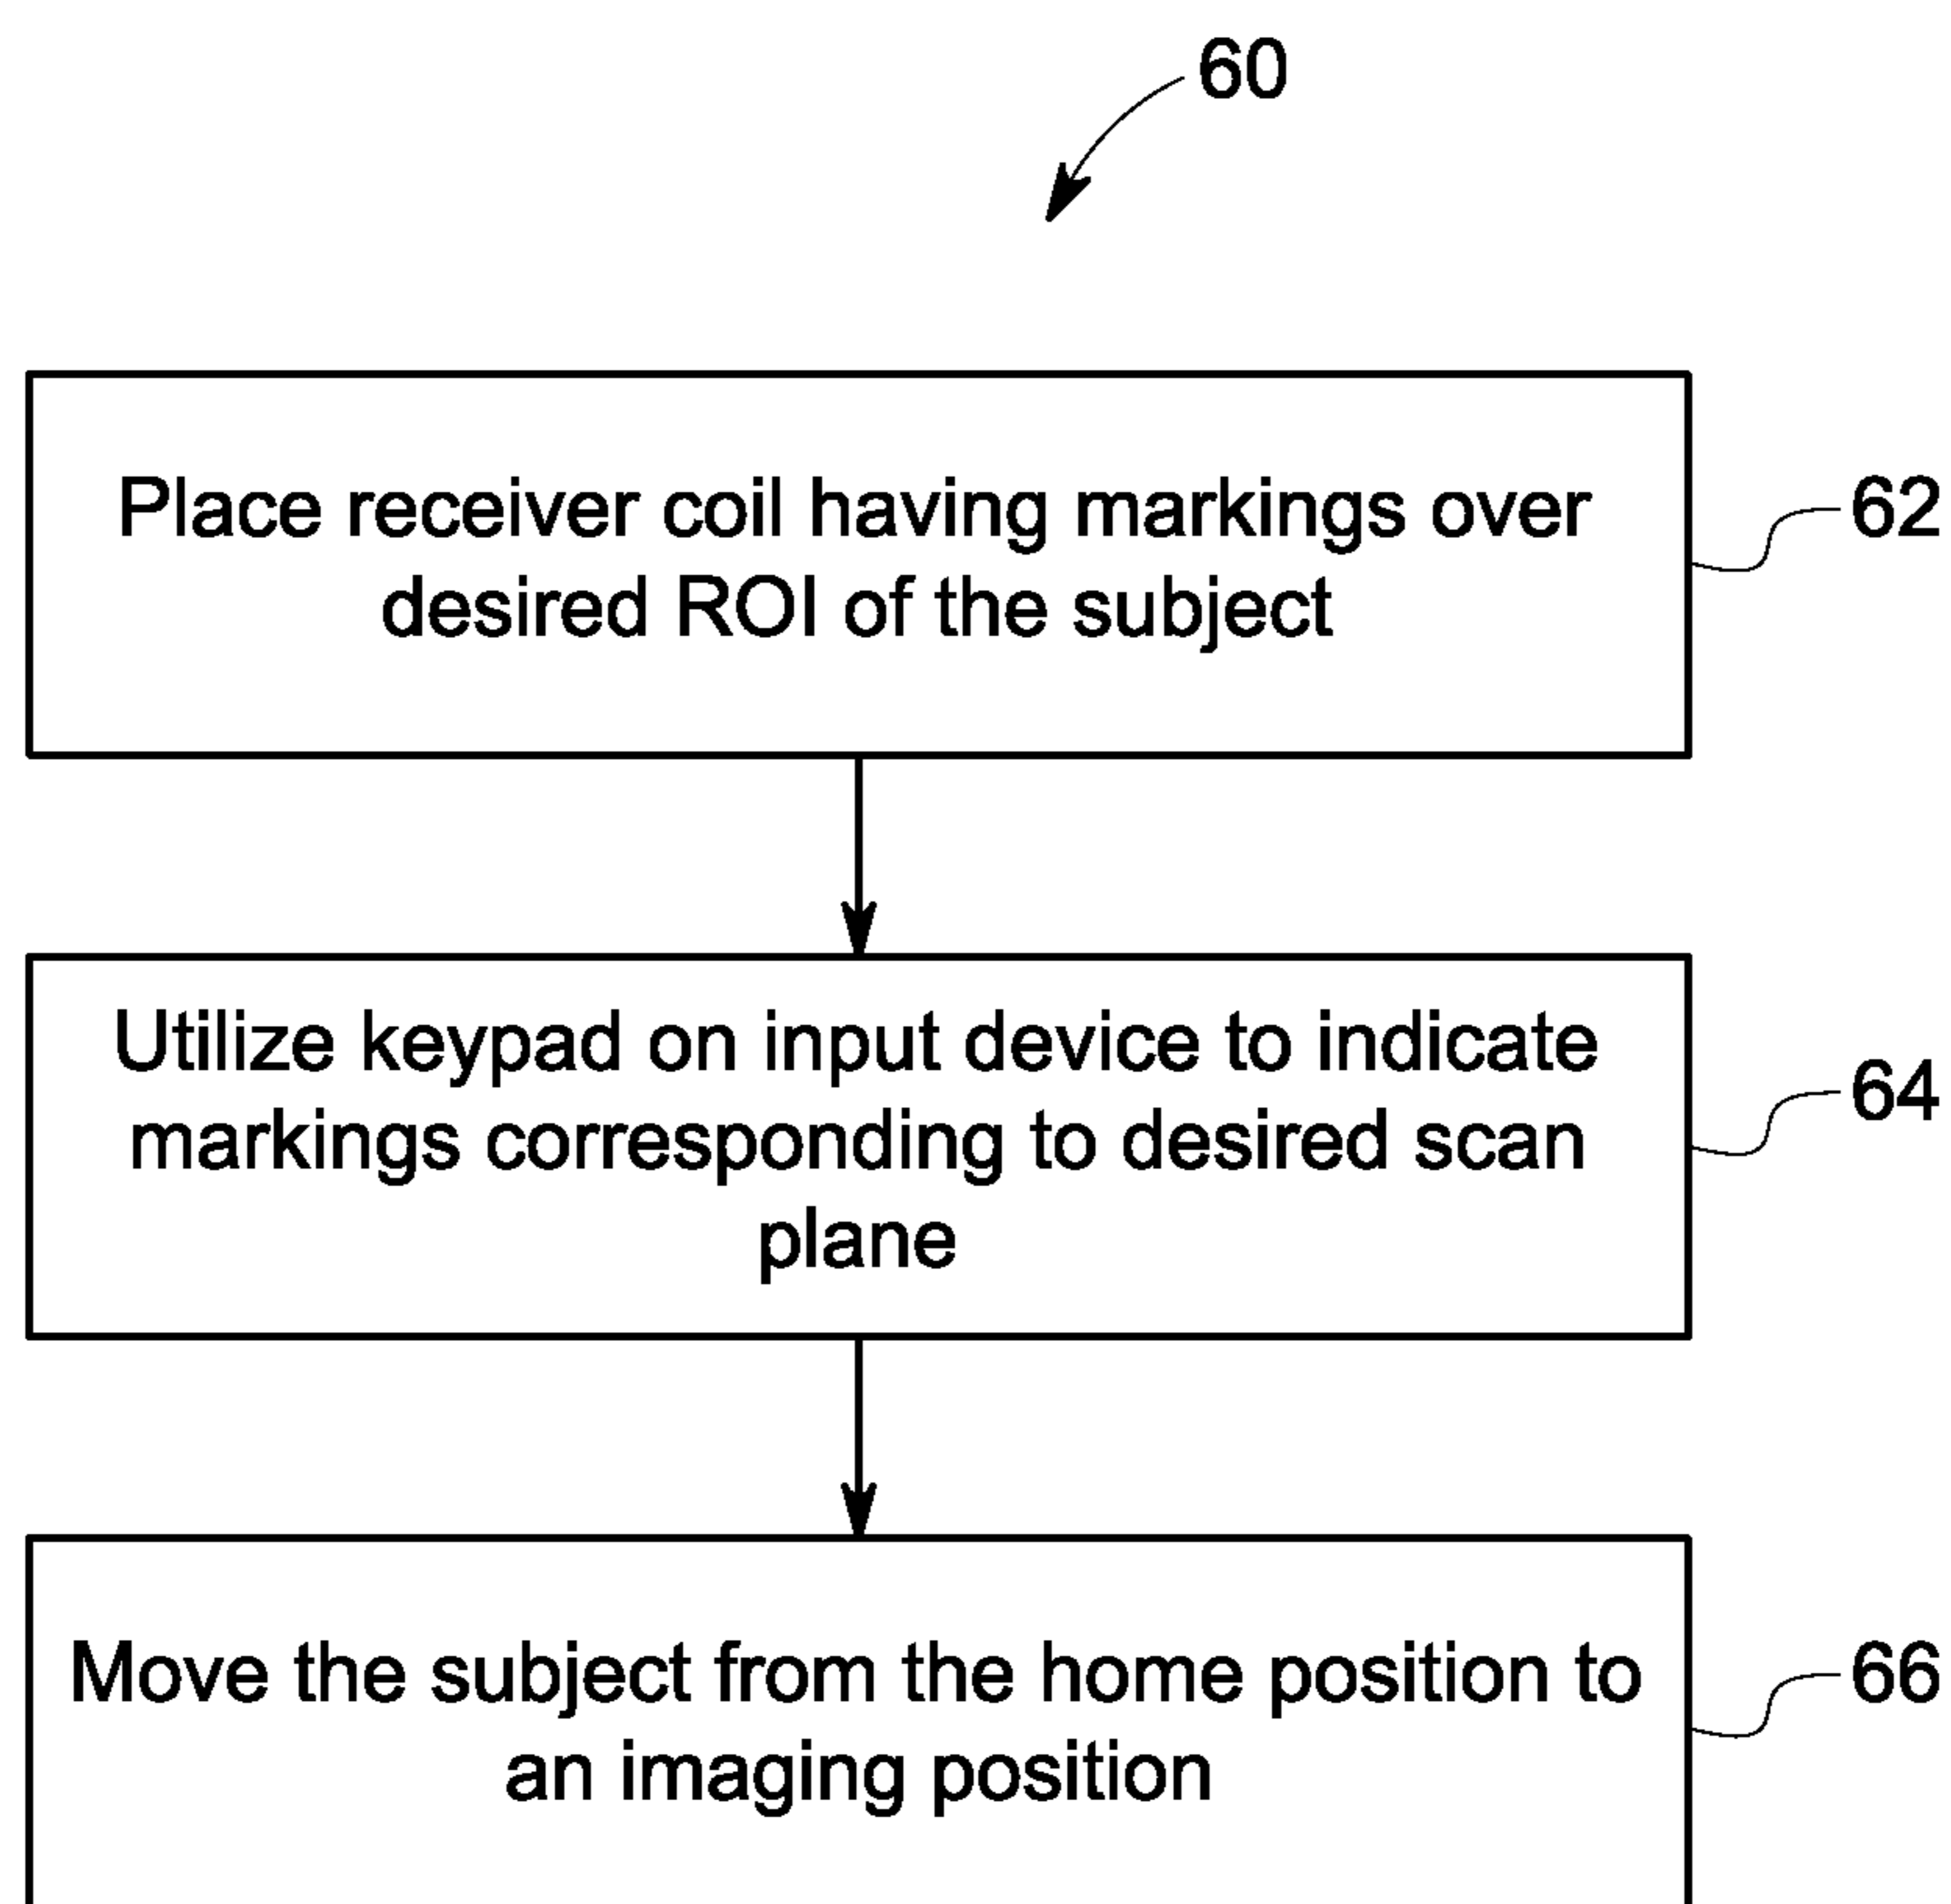 60
Place receiver coil having markings over
desired ROI of the subject
62
Utilize keypad on input device to indicate
markings corresponding to desired scan
plane
64
Move the subject from the home position to
an imaging position
66